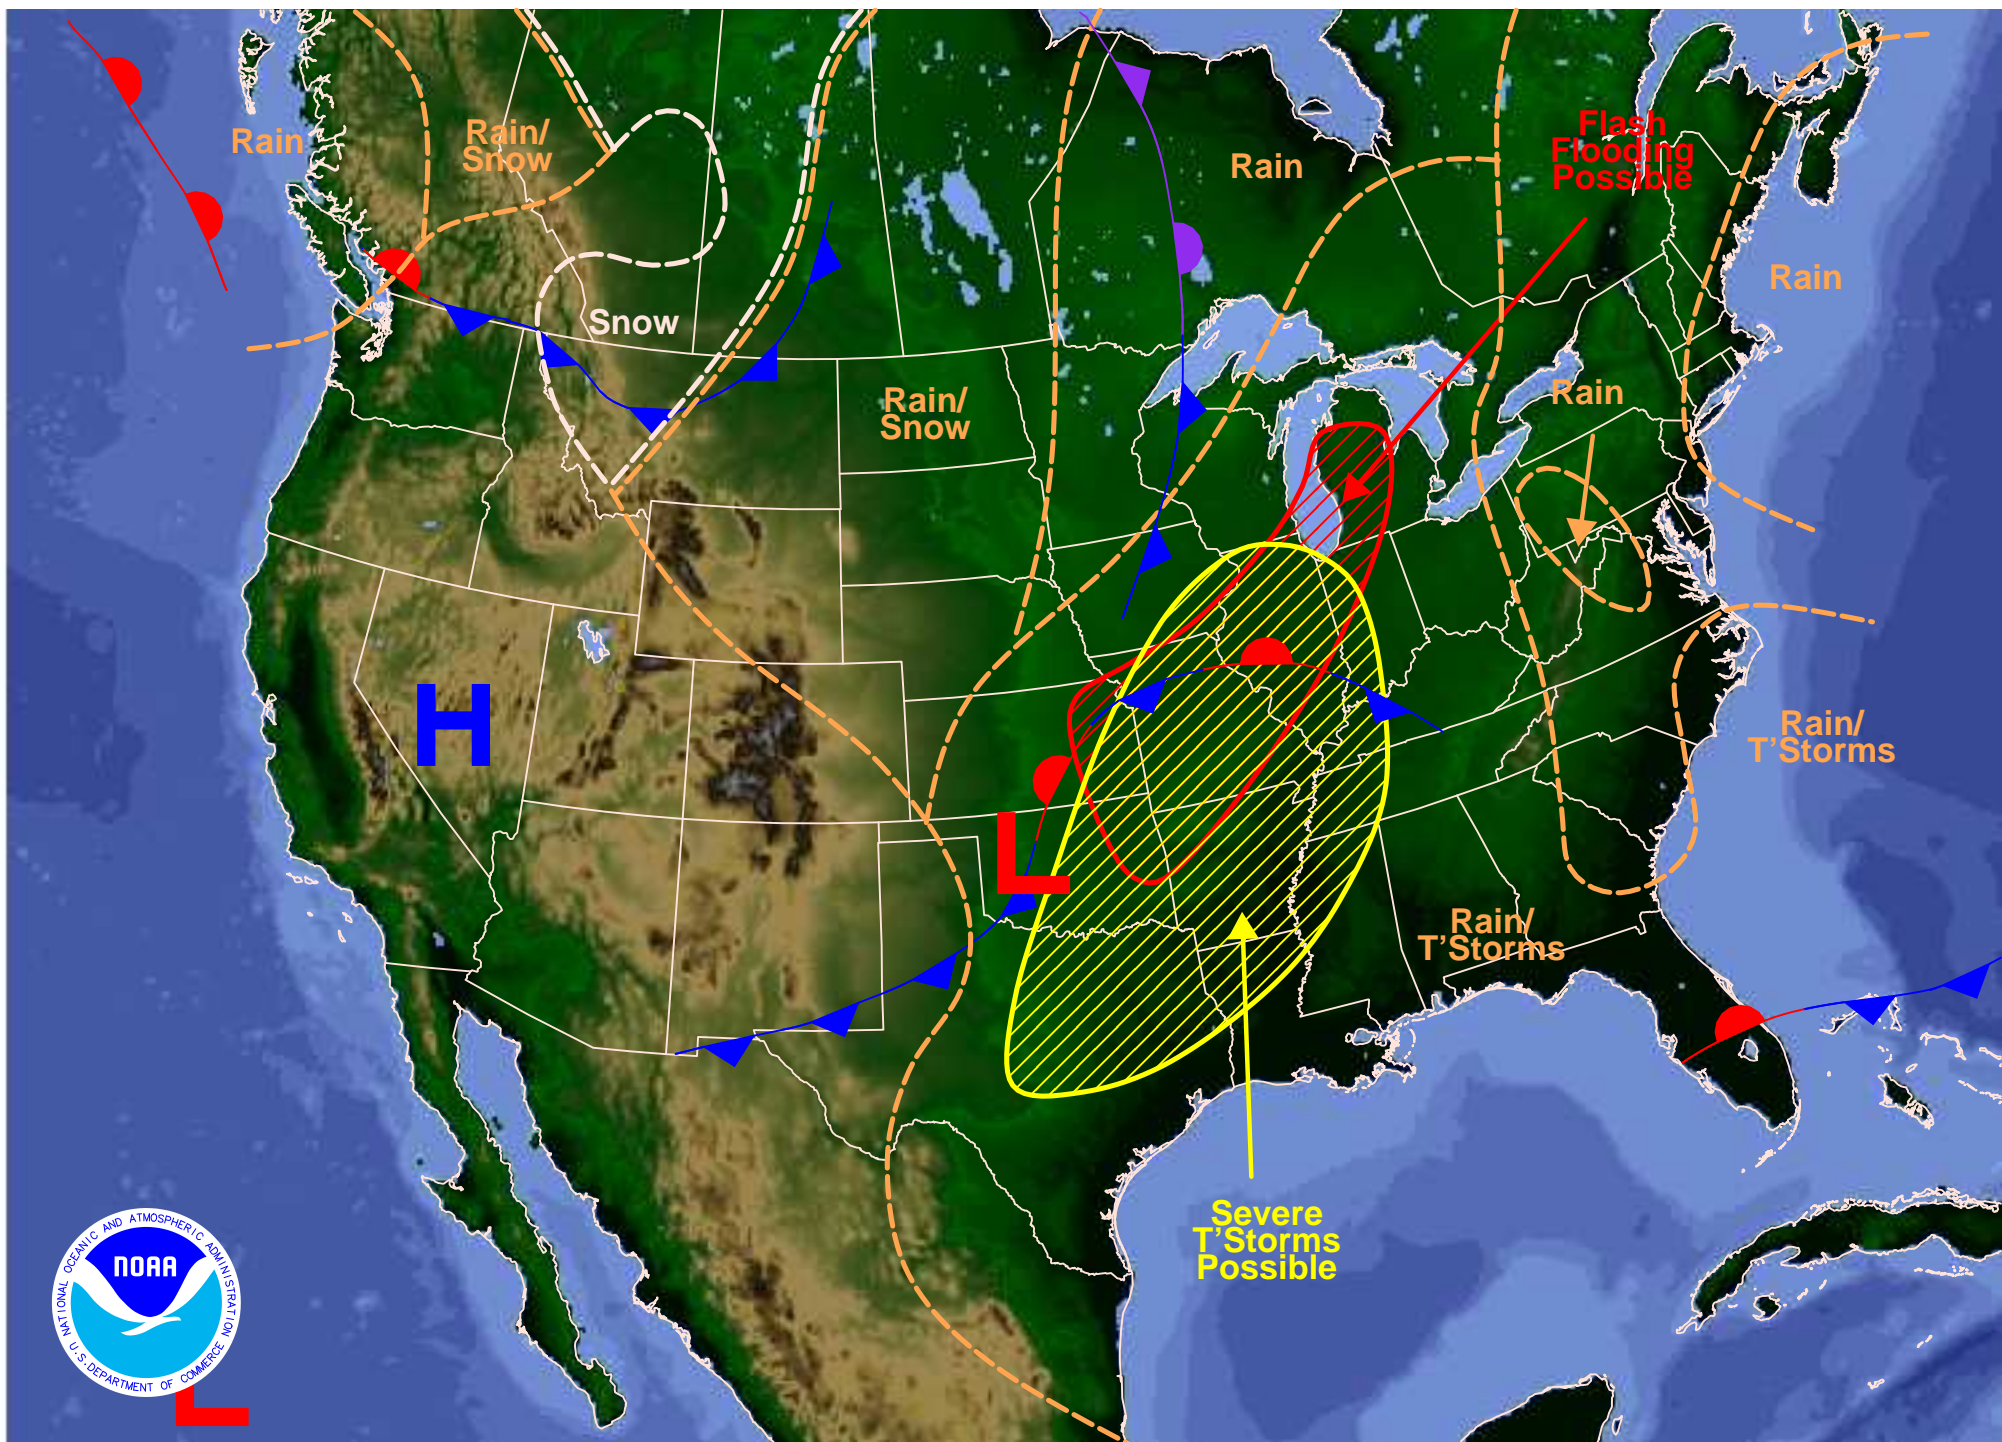 Rain
Rain/
Snow
Flash
Flooding
Possible
Rain
Rain
Snow
Rain/
Snow
Rain
H
Rain/
T'Storms
L
Rain/
T'Storms
Severe
T'Storms
Possible
NATIONAL OCEANIC AND ATMOSPHERIC ADMINISTRATION
NOAA
U.S. DEPARTMENT OF COMMERCE
L